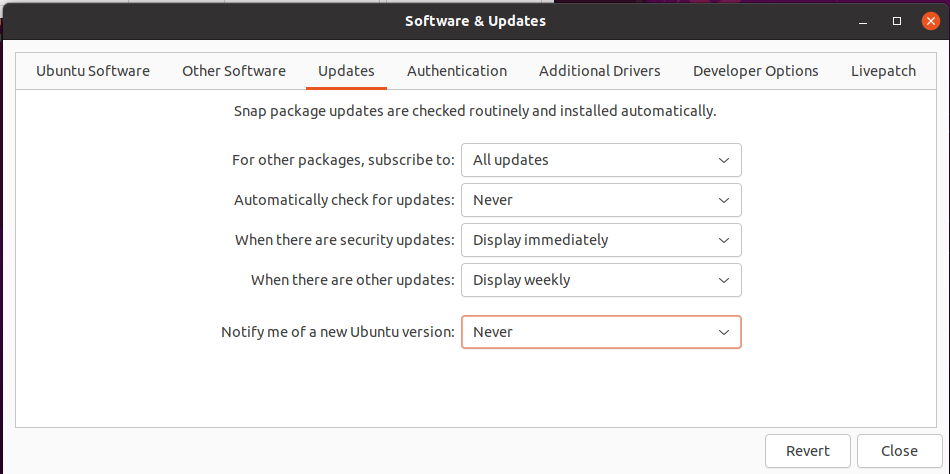 Software & Updates
Ubuntu Software Other Software Updates Authentication Additional Drivers Developer Options Livepatch
Snap package updates are checked routinely and installed automatically.
For other packages, subscribe to: All updates
Automatically check for updates: Never
When there are security updates: Display immediately
When there are other updates: Display weekly
Notify me of a new Ubuntu version: Never
Revert Close